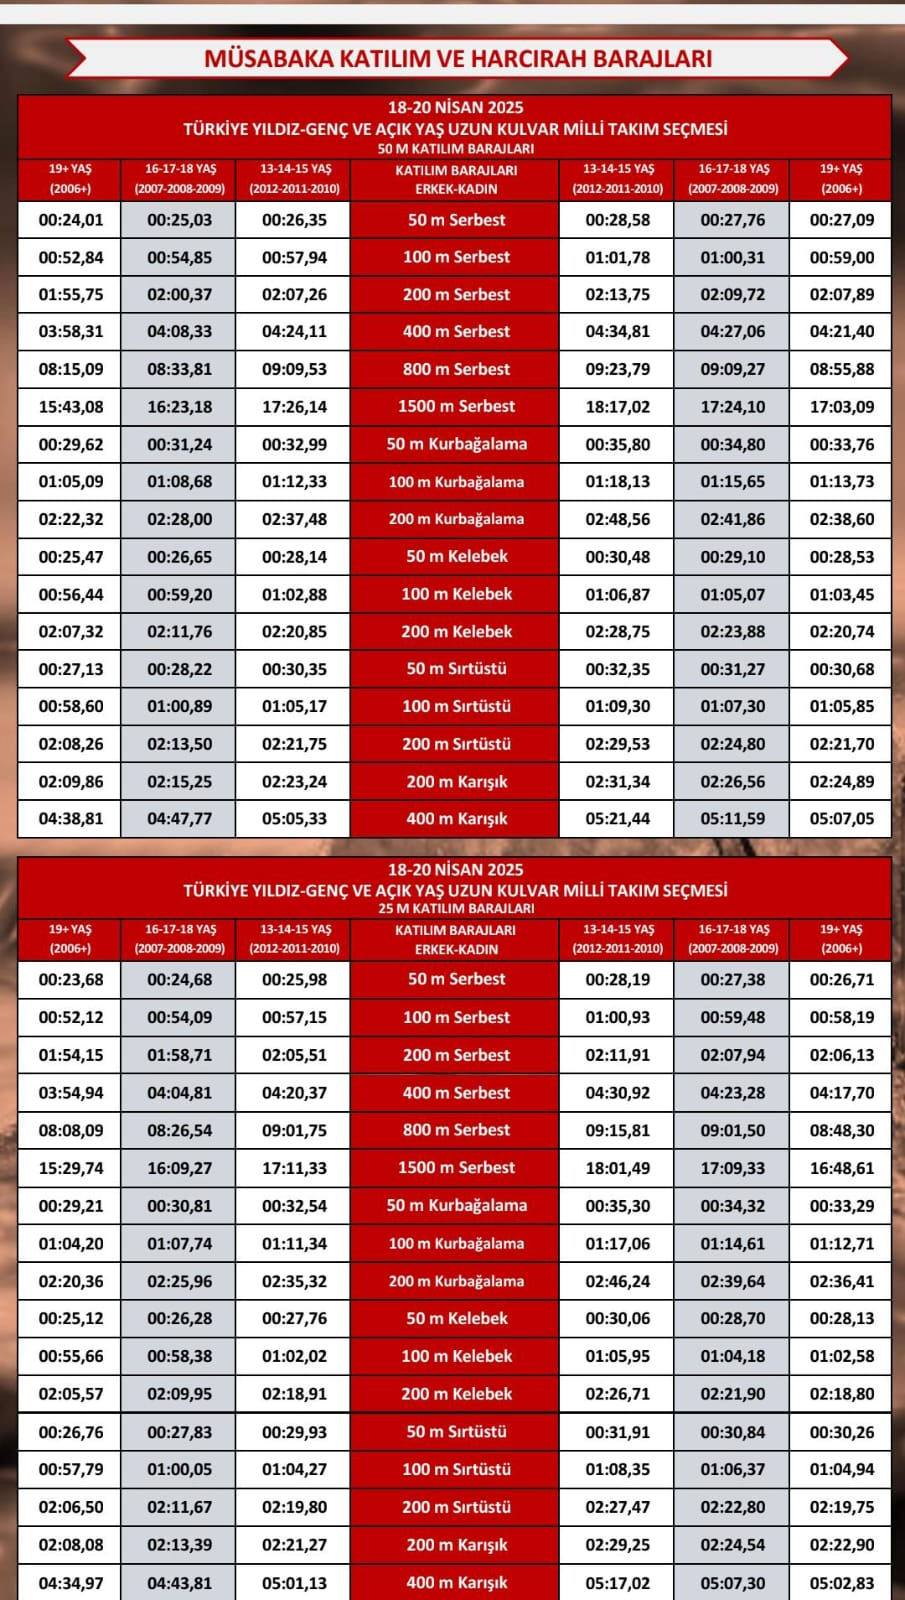 MÜSABAKA KATILIM VE HARCIRAH BARAJLARI
18-20 NİSAN 2025
TÜRKİYE YILDIZ-GENÇ VE AÇIK YAŞ UZUN KULVAR MİLLİ TAKIM SEÇMESİ
50 M KATILIM BARAJLARI
19+ YAŞ 16-17-18 YAŞ 13-14-15 YAŞ KATILIM BARAJLARI 13-14-15 YAŞ 16-17-18 YAŞ 19+ YAŞ
(2006+) (2007-2008-2009) (2012-2011-2010) ERKEK-KADIN (2012-2011-2010) (2007-2008-2009) (2006+)
00:24,01 00:25,03 00:26,35 50 m Serbest 00:28,58 00:27,76 00:27,09
00:52,84 00:54,85 00:57,94 100 m Serbest 01:01,78 01:00,31 00:59,00
01:55,75 02:00,37 02:07,26 200 m Serbest 02:13,75 02:09,72 02:07,89
03:58,31 04:08,33 04:24,11 400 m Serbest 04:34,81 04:27,06 04:21,40
08:15,09 08:33,81 09:09,53 800 m Serbest 09:23,79 09:09,27 08:55,88
15:43,08 16:23,18 17:26,14 1500 m Serbest 18:17,02 17:24,10 17:03,09
00:29,62 00:31,24 00:32,99 50 m Kurbağalama 00:35,80 00:34,80 00:33,76
01:05,09 01:08,68 01:12,33 100 m Kurbağalama 01:18,13 01:15,65 01:13,73
02:22,32 02:28,00 02:37,48 200 m Kurbağalama 02:48,56 02:41,86 02:38,60
00:25,47 00:26,65 00:28,14 50 m Kelebek 00:30,48 00:29,10 00:28,53
00:56,44 00:59,20 01:02,88 100 m Kelebek 01:06,87 01:05,07 01:03,45
02:07,32 02:11,76 02:20,85 200 m Kelebek 02:28,75 02:23,88 02:20,74
00:27,13 00:28,22 00:30,35 50 m Sırtüstü 00:32,35 00:31,27 00:30,68
00:58,60 01:00,89 01:05,17 100 m Sırtüstü 01:09,30 01:07,30 01:05,85
02:08,26 02:13,50 02:21,75 200 m Sırtüstü 02:29,53 02:24,80 02:21,70
02:09,86 02:15,25 02:23,24 200 m Karışık 02:31,34 02:26,56 02:24,89
04:38,81 04:47,77 05:05,33 400 m Karışık 05:21,44 05:11,59 05:07,05
18-20 NİSAN 2025
TÜRKİYE YILDIZ-GENÇ VE AÇIK YAŞ UZUN KULVAR MİLLİ TAKIM SEÇMESİ
25 M KATILIM BARAJLARI
19+ YAŞ 16-17-18 YAŞ 13-14-15 YAŞ KATILIM BARAJLARI 13-14-15 YAŞ 16-17-18 YAŞ 19+ YAŞ
(2006+) (2007-2008-2009) (2012-2011-2010) ERKEK-KADIN (2012-2011-2010) (2007-2008-2009) (2006+)
00:23,68 00:24,68 00:25,98 50 m Serbest 00:28,19 00:27,38 00:26,71
00:52,12 00:54,09 00:57,15 100 m Serbest 01:00,93 00:59,48 00:58,19
01:54,15 01:58,71 02:05,51 200 m Serbest 02:11,91 02:07,94 02:06,13
03:54,94 04:04,81 04:20,37 400 m Serbest 04:30,92 04:23,28 04:17,70
08:08,09 08:26,54 09:01,75 800 m Serbest 09:15,81 09:01,50 08:48,30
15:29,74 16:09,27 17:11,33 1500 m Serbest 18:01,49 17:09,33 16:48,61
00:29,21 00:30,81 00:32,54 50 m Kurbağalama 00:35,30 00:34,32 00:33,29
01:04,20 01:07,74 01:11,34 100 m Kurbağalama 01:17,06 01:14,61 01:12,71
02:20,36 02:25,96 02:35,32 200 m Kurbağalama 02:46,24 02:39,64 02:36,41
00:25,12 00:26,28 00:27,76 50 m Kelebek 00:30,06 00:28,70 00:28,13
00:55,66 00:58,38 01:02,02 100 m Kelebek 01:05,95 01:04,18 01:02,58
02:05,57 02:09,95 02:18,91 200 m Kelebek 02:26,71 02:21,90 02:18,80
00:26,76 00:27,83 00:29,93 50 m Sırtüstü 00:31,91 00:30,84 00:30,26
00:57,79 01:00,05 01:04,27 100 m Sırtüstü 01:08,35 01:06,37 01:04,94
02:06,50 02:11,67 02:19,80 200 m Sırtüstü 02:27,47 02:22,80 02:19,75
02:08,08 02:13,39 02:21,27 200 m Karışık 02:29,25 02:24,54 02:22,90
04:34,97 04:43,81 05:01,13 400 m Karışık 05:17,02 05:07,30 05:02,83